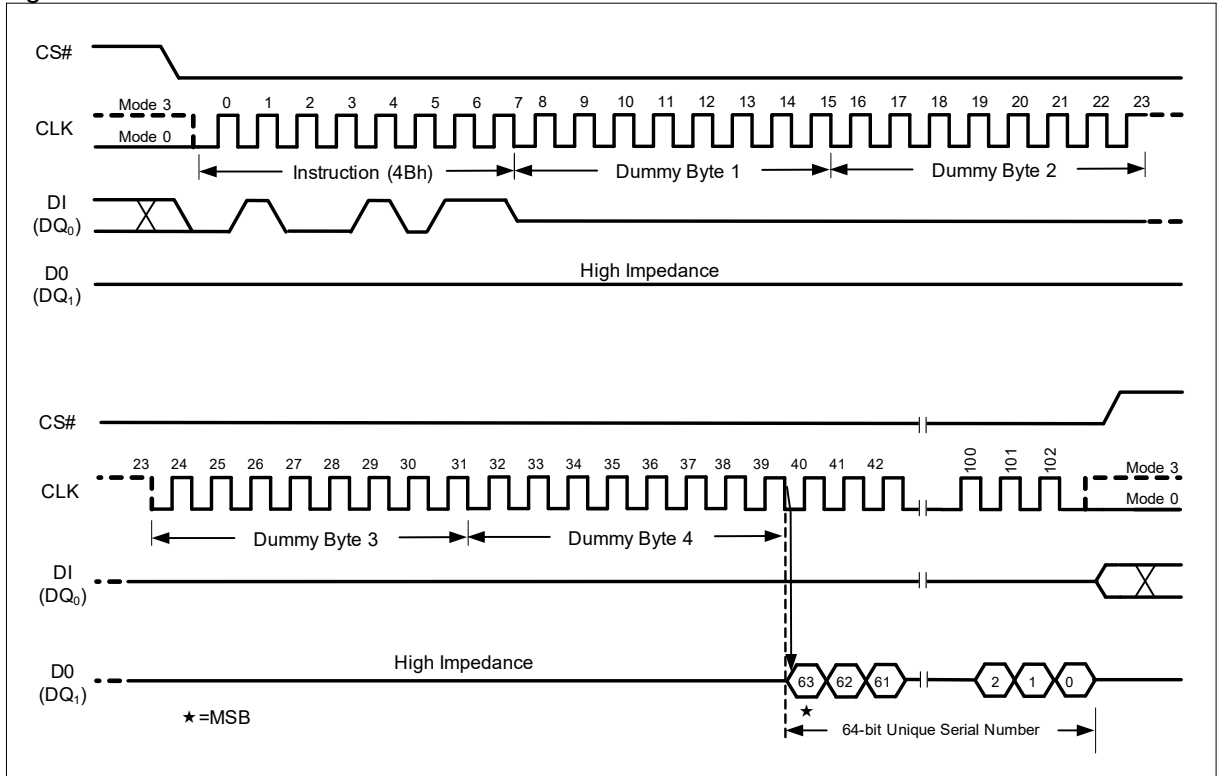 CS#
Mode 3 0 1 2 3 4 5 6 7 8 9 10 11 12 13 14 15 16 17 18 19 20 21 22 23
CLK
Mode 0
Instruction (4Bh) Dummy Byte 1 Dummy Byte 2
DI
(DQ0)
D0
(DQ1)
High Impedance
CS#
23 24 25 26 27 28 29 30 31 32 33 34 35 36 37 38 39 40 41 42 100 101 102 Mode 3
CLK
Mode 0
Dummy Byte 3 Dummy Byte 4
DI
(DQ0)
High Impedance
D0
(DQ1)
63 62 61 2 1 0
★=MSB
★
64-bit Unique Serial Number